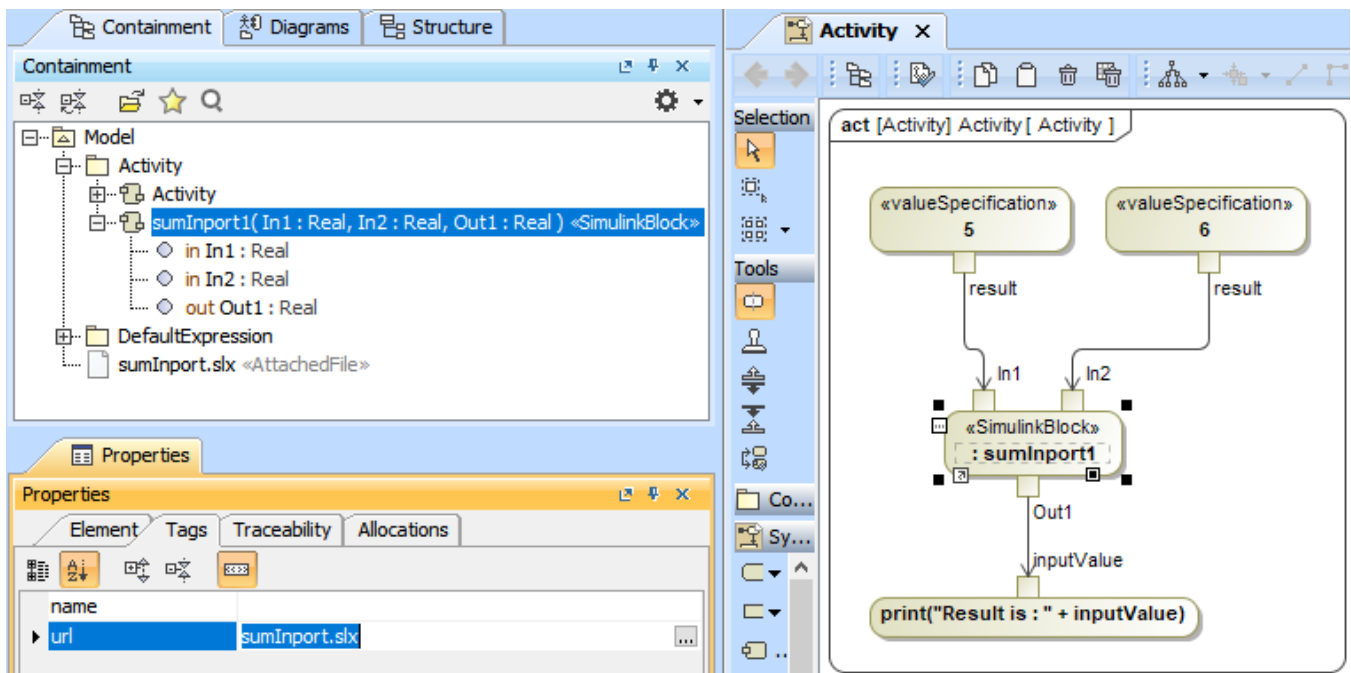 Containment
Diagrams
Structure
Containment
Model
Activity
Activity
sumInport1( In1 : Real, In2 : Real, Out1 : Real ) «SimulinkBlock»
in In1 : Real
in In2 : Real
out Out1 : Real
DefaultExpression
sumInport.slx «AttachedFile»
Properties
Properties
Element
Tags
Traceability
Allocations
name
url
sumInport.slx
...
Activity
Selection
Tools
Co...
Sy...
..
act [Activity] Activity [ Activity ]
«valueSpecification»
5
«valueSpecification»
6
result
result
In1
In2
«SimulinkBlock»
: sumInport1
Out1
inputValue
print("Result is : " + inputValue)